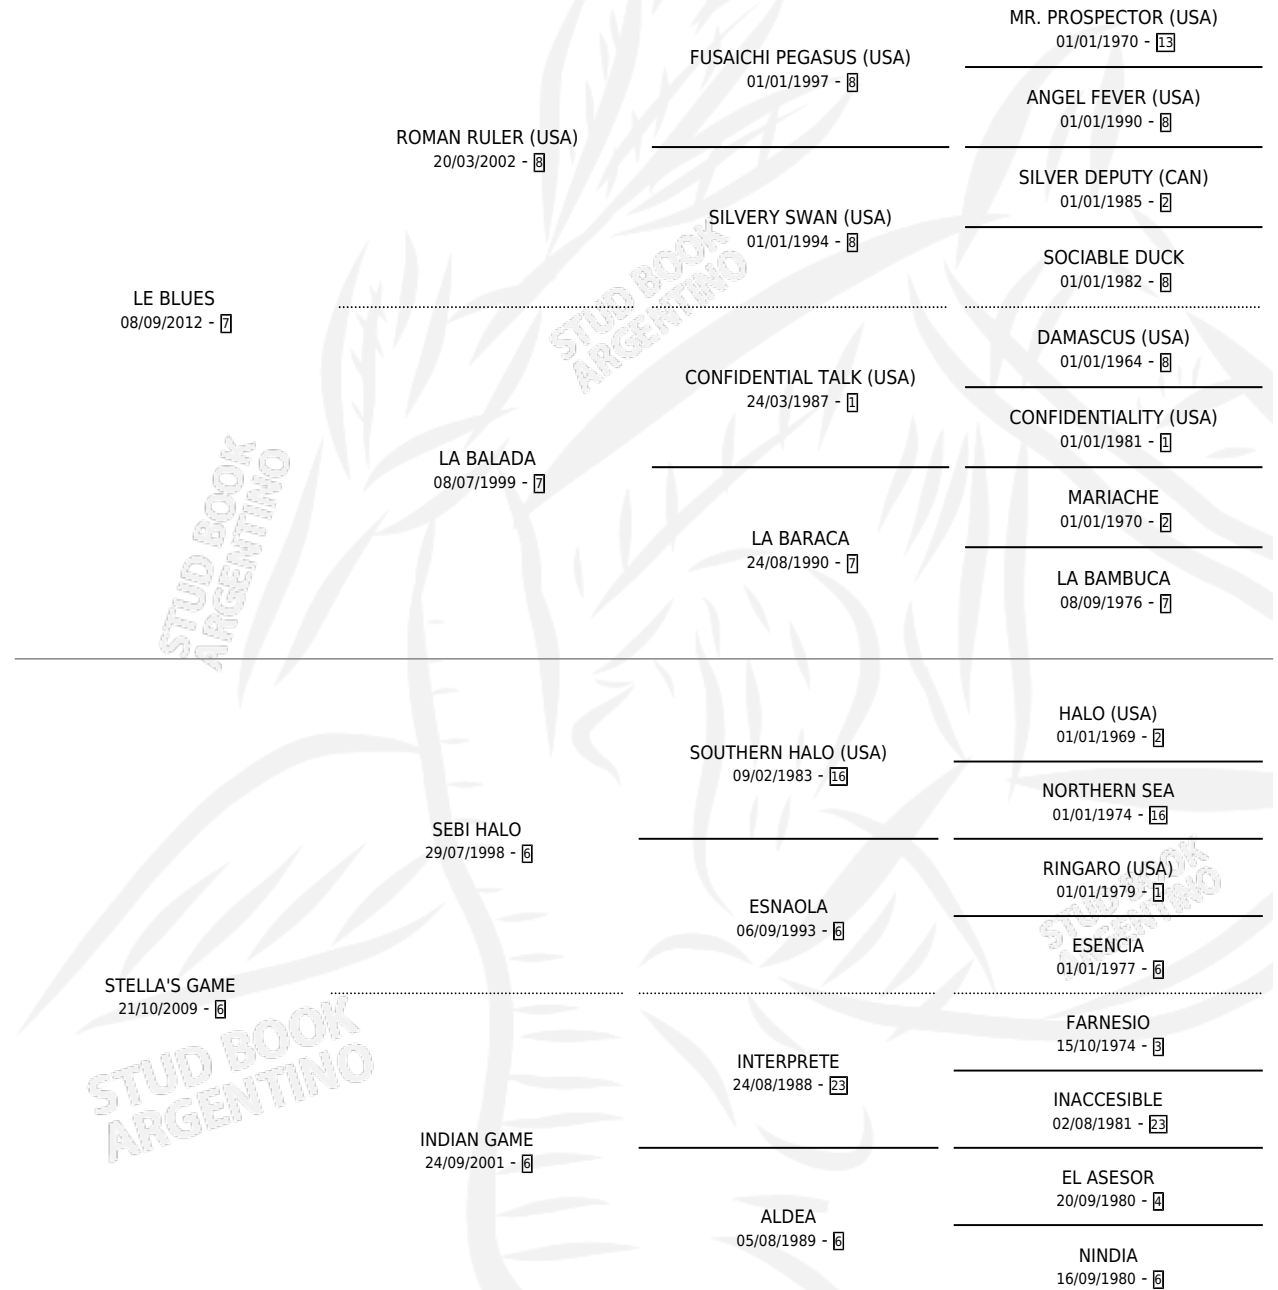 MR. PROSPECTOR (USA)
01/01/1970 - 13
FUSAICHI PEGASUS (USA)
01/01/1997 - 8
ANGEL FEVER (USA)
01/01/1990 - 8
ROMAN RULER (USA)
20/03/2002 - 8
SILVER DEPUTY (CAN)
01/01/1985 - 2
SILVERY SWAN (USA)
01/01/1994 - 8
SOCIABLE DUCK
01/01/1982 - 8
LE BLUES
08/09/2012 - 7
STUD BOOK
ARGENTINO
DAMASCUS (USA)
01/01/1964 - 8
CONFIDENTIAL TALK (USA)
24/03/1987 - 1
CONFIDENTIALITY (USA)
01/01/1981 - 1
LA BALADA
08/07/1999 - 7
MARIACHE
01/01/1970 - 2
LA BARACA
24/08/1990 - 7
LA BAMBUCA
08/09/1976 - 7
STUD BOOK
ARGENTINO
HALO (USA)
01/01/1969 - 2
SOUTHERN HALO (USA)
09/02/1983 - 16
NORTHERN SEA
01/01/1974 - 16
SEBI HALO
29/07/1998 - 6
RINGARO (USA)
01/01/1979 - 1
ESNAOLA
06/09/1993 - 6
ESENCIA
01/01/1977 - 6
STUD BOOK
ARGENTINO
STELLA'S GAME
21/10/2009 - 6
FARNESIO
15/10/1974 - 3
INTERPRETE
24/08/1988 - 23
INACCESIBLE
02/08/1981 - 23
STUD BOOK
ARGENTINO
INDIAN GAME
24/09/2001 - 6
EL ASESOR
20/09/1980 - 4
ALDEA
05/08/1989 - 6
NINDIA
16/09/1980 - 6